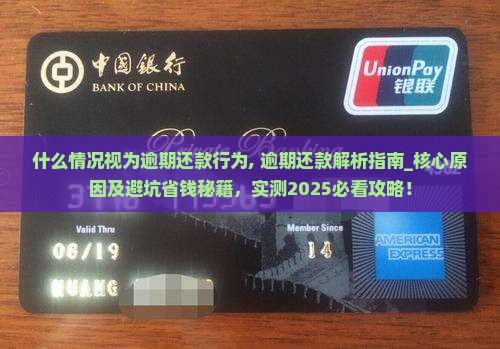 中國銀行
BANK OF CHINA
UnionPay
银联
什么情况视为逾期还款行为, 逾期还款解析指南_核心原
因及避坑省钱秘籍，实测2025必看攻略！
Valid Thru
Member Since
06/19
14
AMERICAN
EXPRESS
HUANG